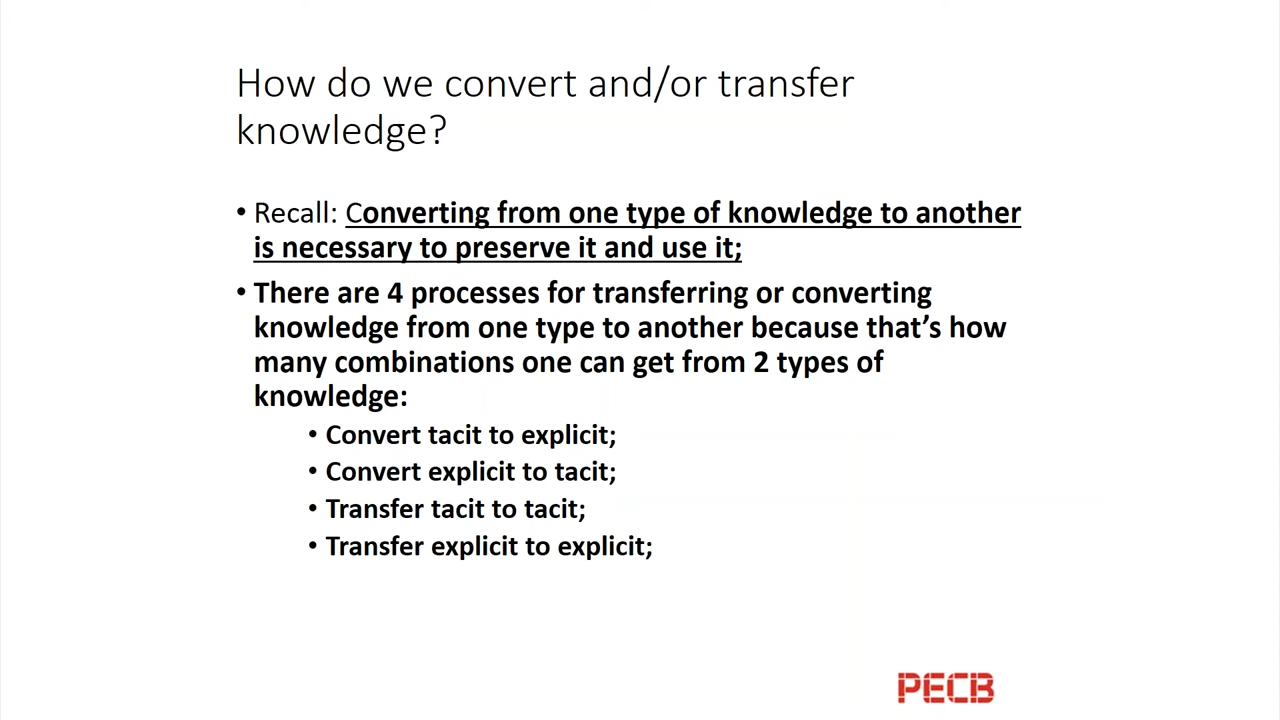 How do we convert and/or transfer
knowledge?
• Recall: Converting from one type of knowledge to another
is necessary to preserve it and use it;
• There are 4 processes for transferring or converting
knowledge from one type to another because that’s how
many combinations one can get from 2 types of
knowledge:
• Convert tacit to explicit;
• Convert explicit to tacit;
• Transfer tacit to tacit;
• Transfer explicit to explicit;
PECB